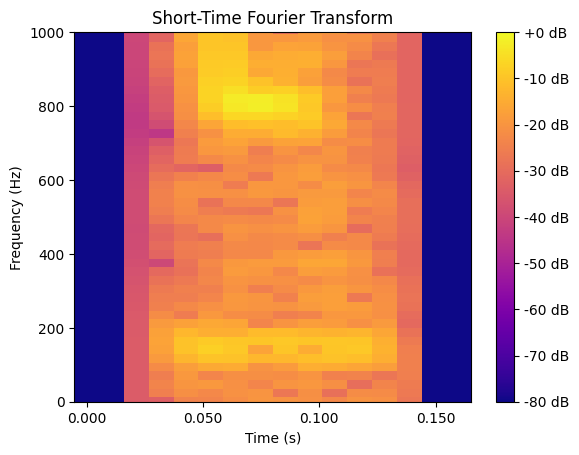 Short-Time Fourier Transform
1000
800
600
400
200
0
Frequency (Hz)
0.000
0.050
0.100
0.150
Time (s)
+0 dB
-10 dB
-20 dB
-30 dB
-40 dB
-50 dB
-60 dB
-70 dB
-80 dB